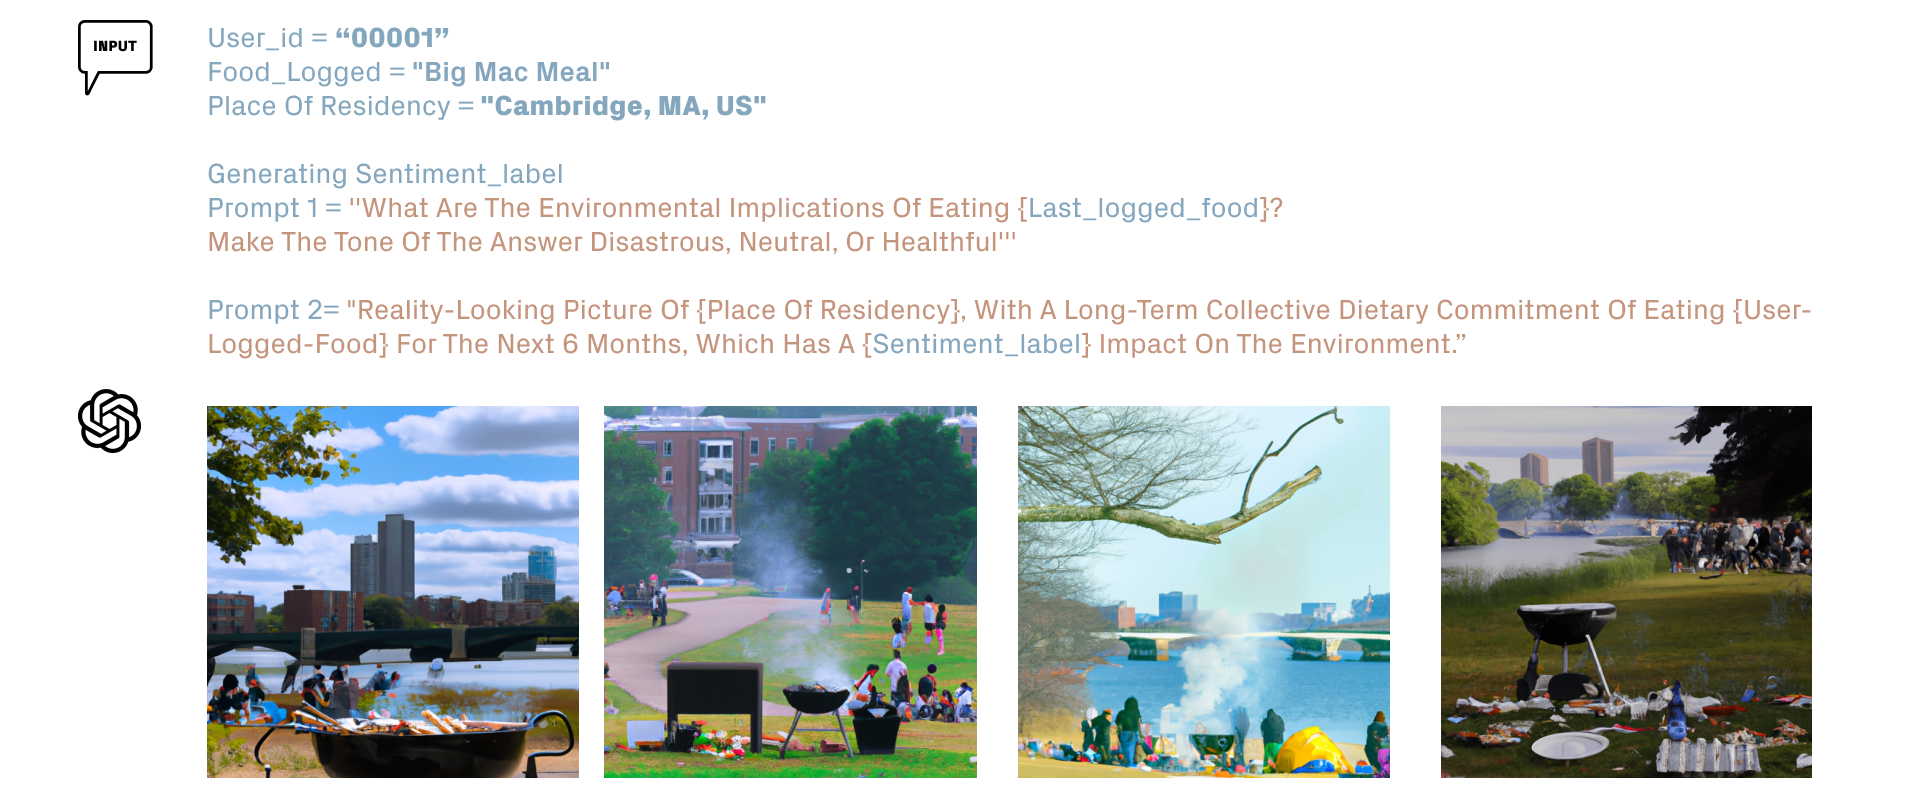 INPUT
User_id = “00001”
Food_Logged = "Big Mac Meal"
Place Of Residency = "Cambridge, MA, US"
Generating Sentiment_label
Prompt 1 = ''What Are The Environmental Implications Of Eating {Last_logged_food}?
Make The Tone Of The Answer Disastrous, Neutral, Or Healthful'''
Prompt 2= "Reality-Looking Picture Of {Place Of Residency}, With A Long-Term Collective Dietary Commitment Of Eating {User-
Logged-Food} For The Next 6 Months, Which Has A {Sentiment_label} Impact On The Environment.”